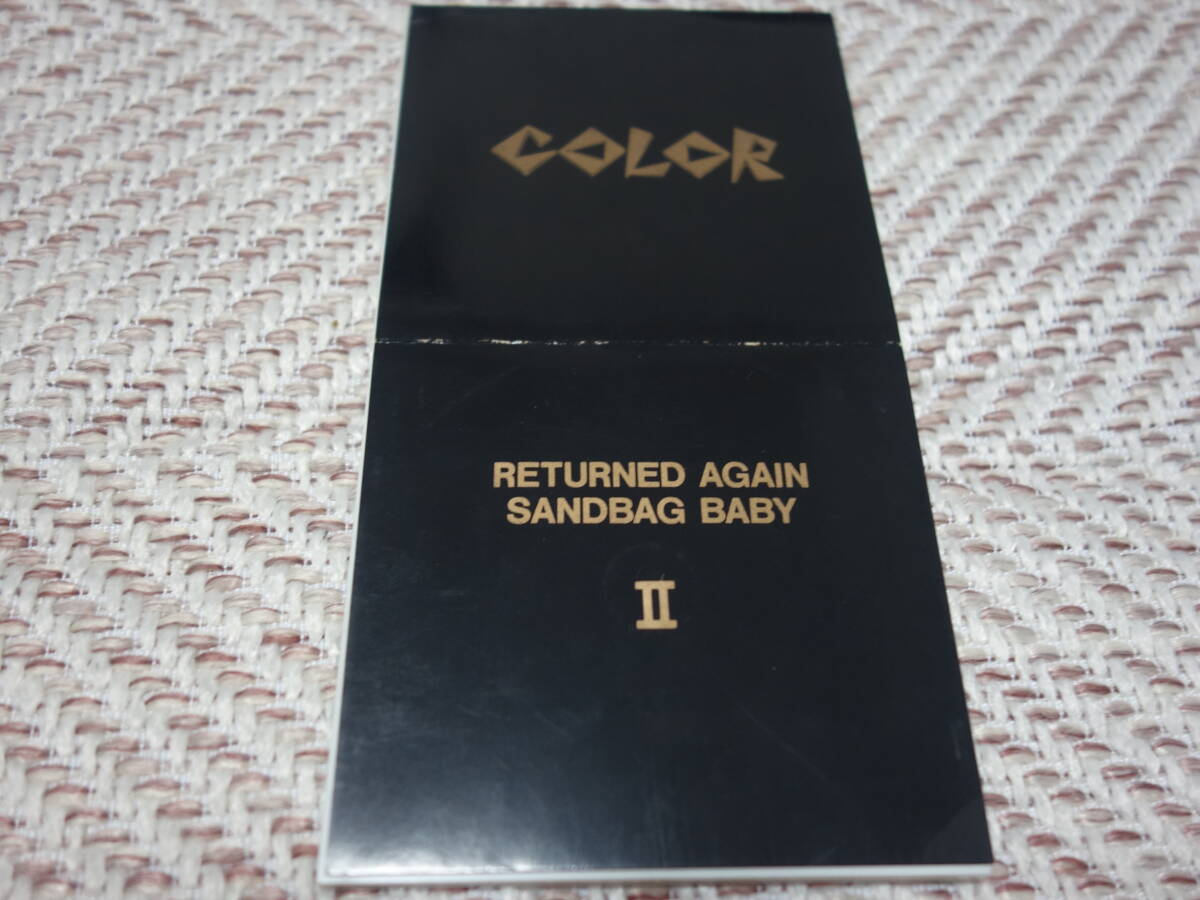 COLOR
RETURNED AGAIN
SANDBAG BABY
II